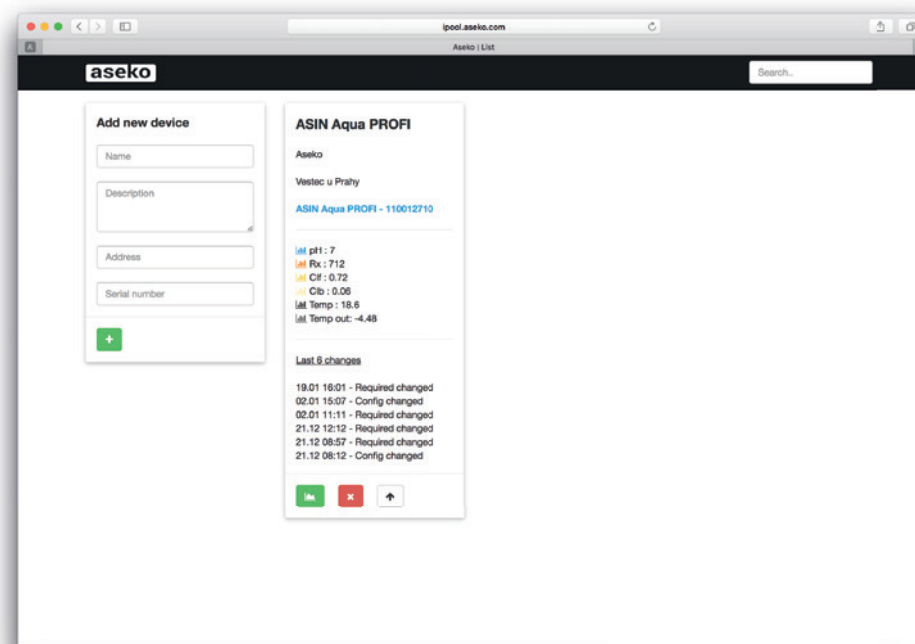 ipool.aseko.com
Aseko | List
aseko
Search..
Add new device
Name
Description
Address
Serial number
ASIN Aqua PROFI
Aseko
Vestec u Prahy
ASIN Aqua PROFI - 110012710
pH : 7
Rx : 712
Clf : 0.72
Clb : 0.06
Temp : 18.6
Temp out: -4.48
Last 6 changes
19.01 16:01 - Required changed
02.01 15:07 - Config changed
02.01 11:11 - Required changed
21.12 12:12 - Required changed
21.12 08:57 - Required changed
21.12 08:12 - Config changed